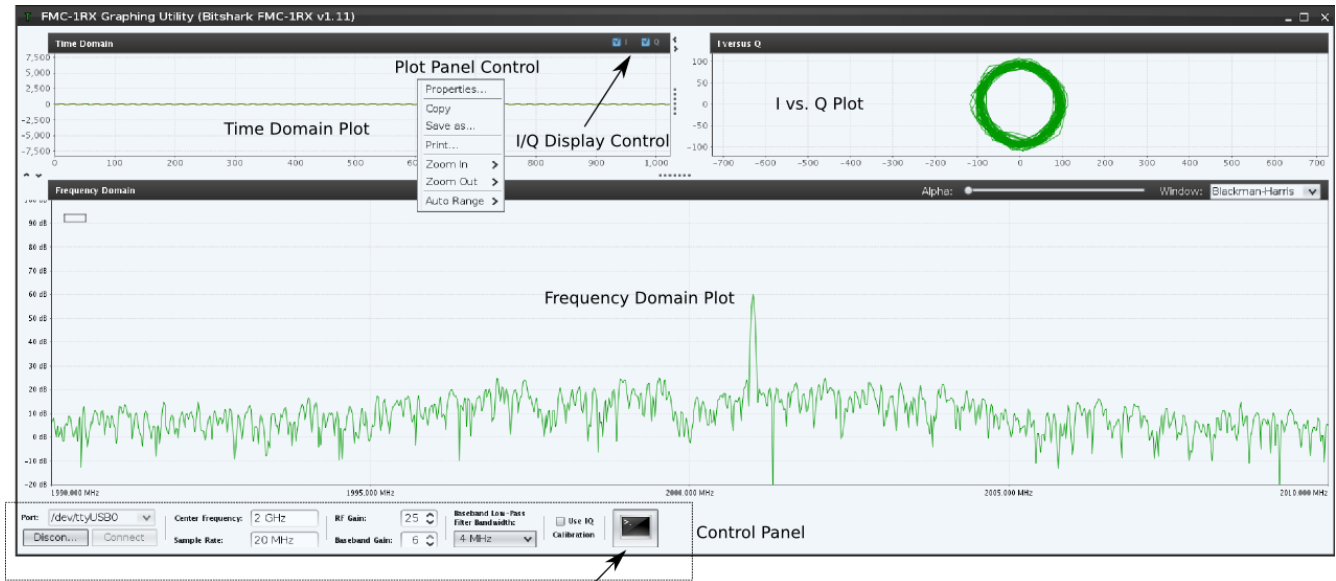 FMC-1RX Graphing Utility (Bitshark FMC-1RX v1.11)
Time Domain
I
Q
7,500
5,000
2,500
0
-2,500
-5,000
-7,500
0 100 200 300 400 500 600 800 900 1,000
Plot Panel Control
Properties...
Copy
Save as...
Print...
Zoom In
Zoom Out
Auto Range
Time Domain Plot
I/Q Display Control
I versus Q
100
50
0
-50
-100
-700 -600 -500 -400 -300 -200 -100 0 100 200 300 400 500 600 700
I vs. Q Plot
Frequency Domain
Alpha:
Window: Blackman-Harris
100 dB
90 dB
80 dB
70 dB
60 dB
50 dB
40 dB
30 dB
20 dB
10 dB
0 dB
-10 dB
-20 dB
Frequency Domain Plot
1990.000 MHz 1995.000 MHz 2000.000 MHz 2005.000 MHz 2010.000 MHz
Port: /dev/ttyUSB0
Discon... Connect
Center Frequency: 2 GHz
Sample Rate: 20 MHz
RF Gain: 25
Baseband Gain: 6
Baseband Low-Pass
Filter Bandwidth:
4 MHz
Use IQ
Calibration
Control Panel